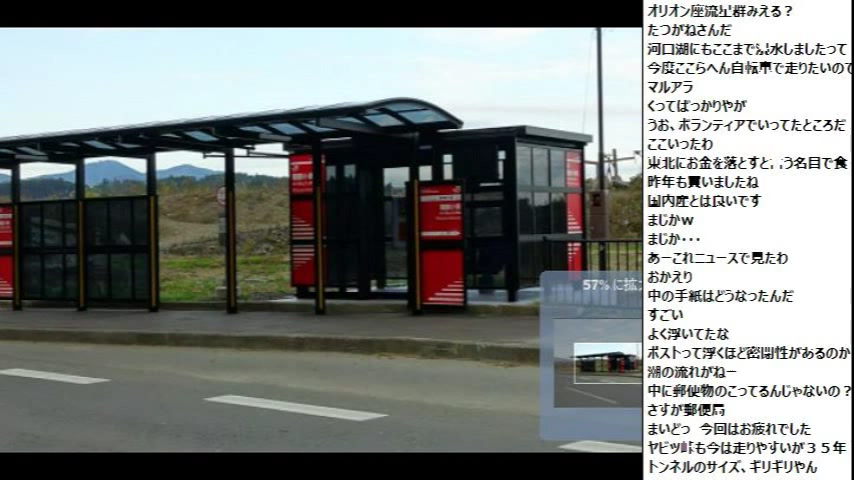 オリオン座流星群みえる？
たつがねさんだ
河口湖にもここまで浸水しましたって
今度ここらへん自転車で走りたいので
マルアラ
くってばっかりやが
うお、ボランティアでいってたところだ
ここいったわ
東北にお金を落とすという名目で食
昨年も買いましたね
国内産とは良いです
まじかｗ
まじか・・・
あーこれニュースで見たわ
おかえり
中の手紙はどうなったんだ
すごい
よく浮いてたな
ポストって浮くほど密閉性があるのか
潮の流れがねー
中に郵便物のこってるんじゃないの？
さすが郵便局
まいどっ 今回はお疲れでした
ヤビツ峠も今は走りやすいが３５年
トンネルのサイズ、ギリギリやん
57% に拡